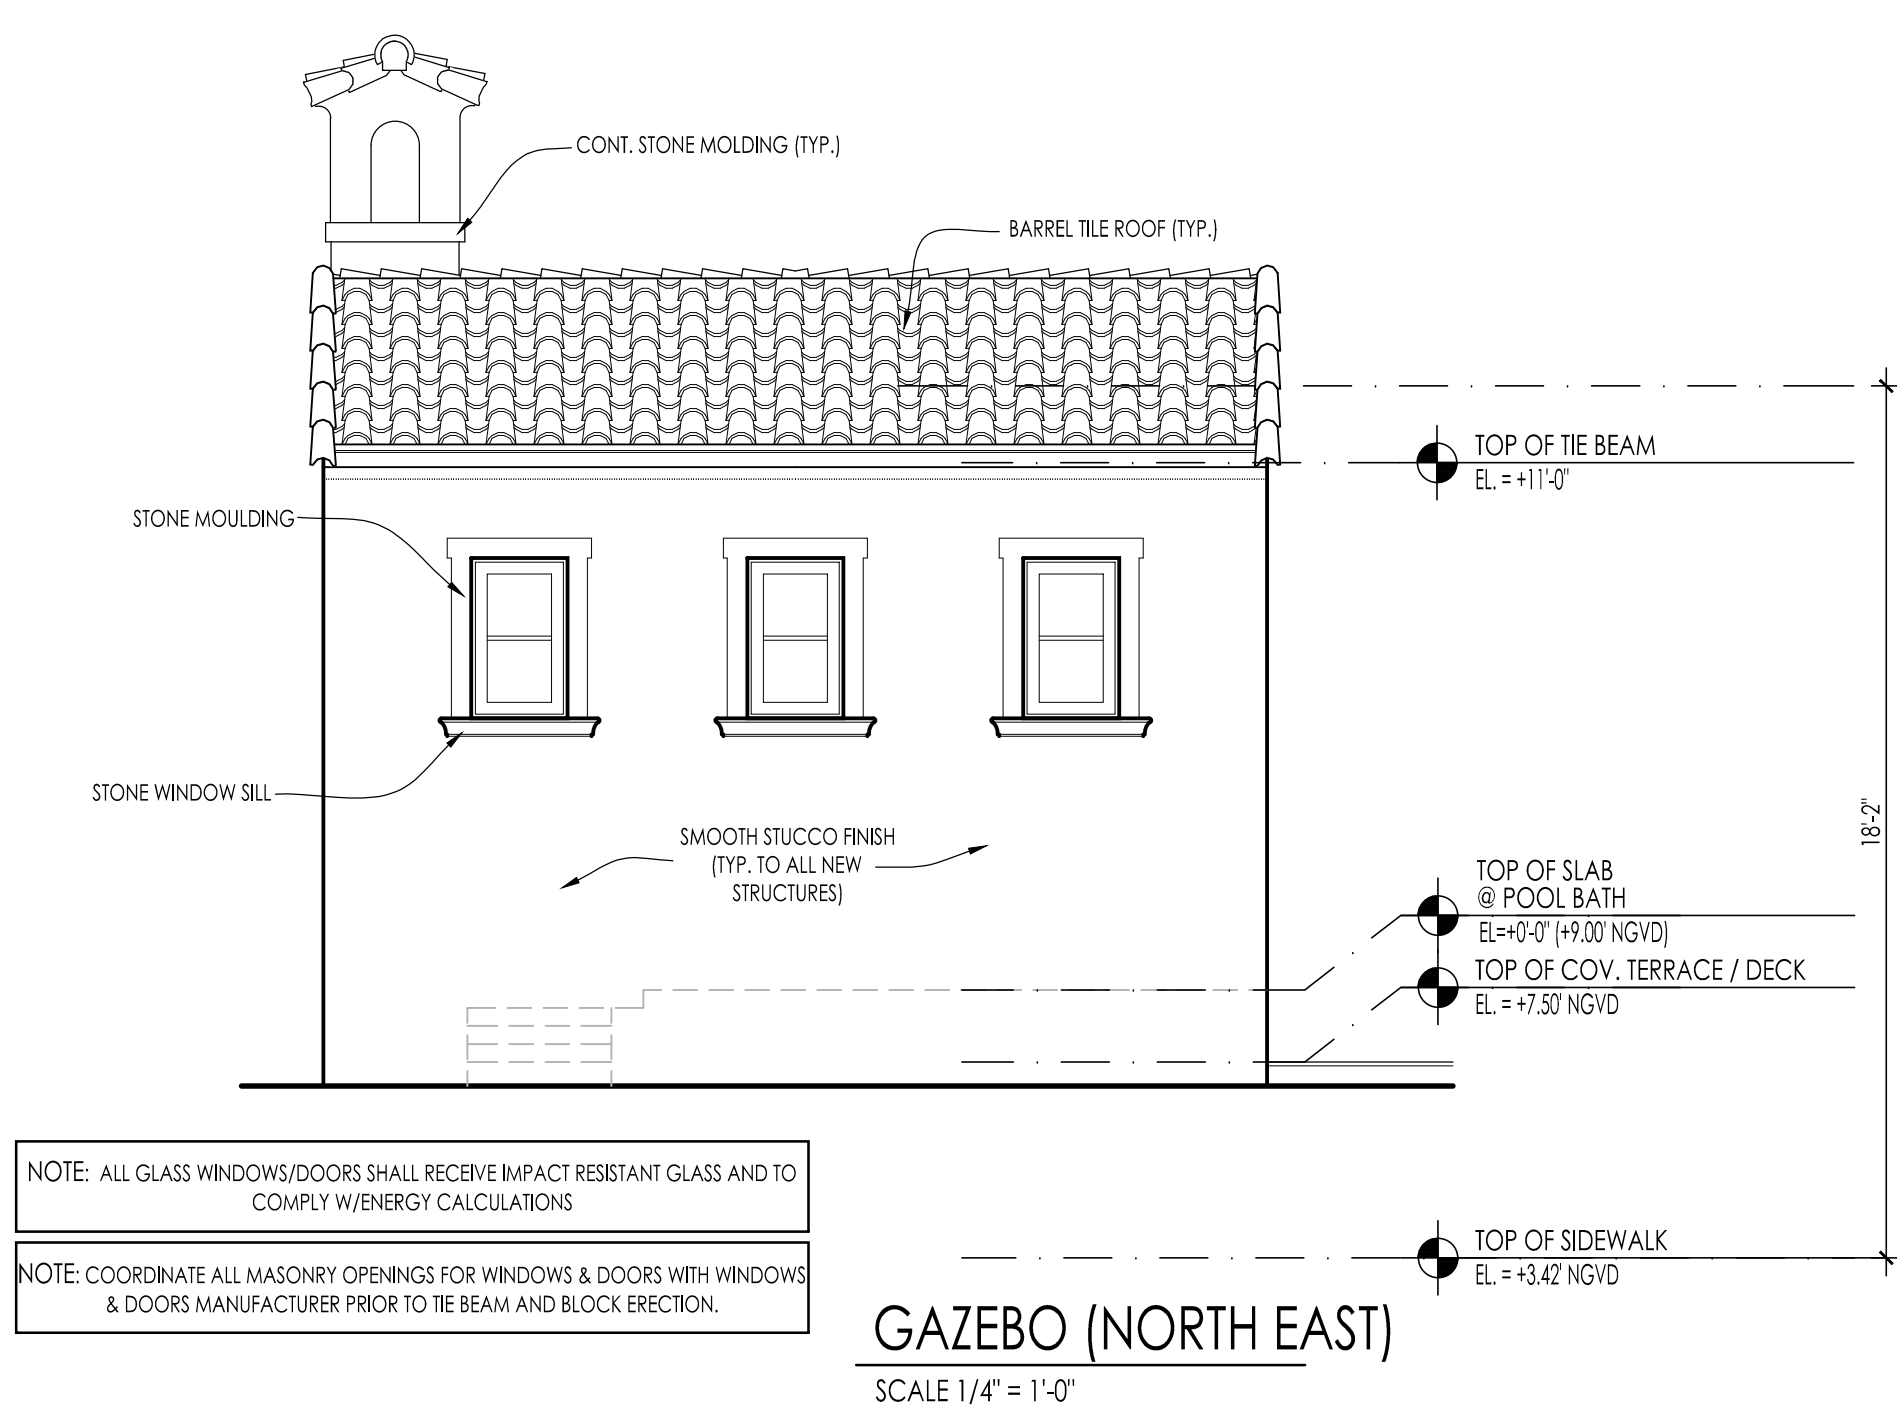 CONT. STONE MOLDING (TYP.)
BARREL TILE ROOF (TYP.)
TOP OF TIE BEAM
EL. = +11'-0"
STONE MOULDING
STONE WINDOW SILL
SMOOTH STUCCO FINISH
(TYP. TO ALL NEW
STRUCTURES)
18'-2"
TOP OF SLAB
@ POOL BATH
EL=+0'-0" (+9.00' NGVD)
TOP OF COV. TERRACE / DECK
EL. = +7.50' NGVD
NOTE: ALL GLASS WINDOWS/DOORS SHALL RECEIVE IMPACT RESISTANT GLASS AND TO
COMPLY W/ENERGY CALCULATIONS
NOTE: COORDINATE ALL MASONRY OPENINGS FOR WINDOWS & DOORS WITH WINDOWS
& DOORS MANUFACTURER PRIOR TO TIE BEAM AND BLOCK ERECTION.
TOP OF SIDEWALK
EL. = +3.42' NGVD
GAZEBO (NORTH EAST)
SCALE 1/4" = 1'-0"